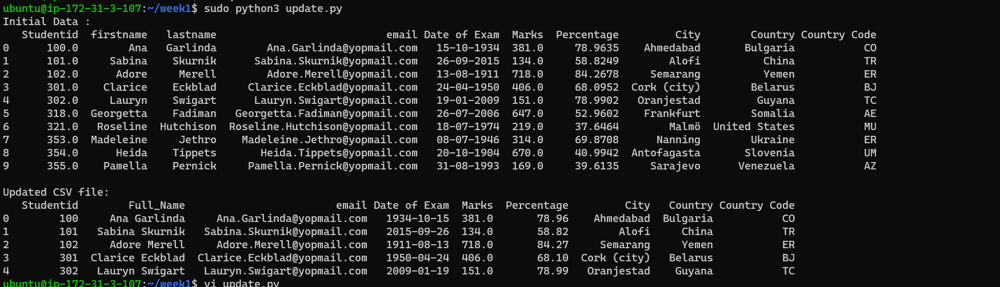 ubuntu@ip-172-31-3-107:~/week1$ sudo python3 update.py
Initial Data :
   Studentid  firstname   lastname                           email Date of Exam  Marks  Percentage         City        Country Country Code
0      100.0        Ana   Garlinda        Ana.Garlinda@yopmail.com   15-10-1934  381.0     78.9635    Ahmedabad       Bulgaria           CO
1      101.0     Sabina    Skurnik      Sabina.Skurnik@yopmail.com   26-09-2015  134.0     58.8249        Alofi          China           TR
2      102.0      Adore     Merell        Adore.Merell@yopmail.com   13-08-1911  718.0     84.2678     Semarang          Yemen           ER
3      301.0    Clarice    Eckblad     Clarice.Eckblad@yopmail.com   24-04-1950  406.0     68.0952  Cork (city)        Belarus           BJ
4      302.0     Lauryn    Swigart      Lauryn.Swigart@yopmail.com   19-01-2009  151.0     78.9902   Oranjestad         Guyana           TC
5      318.0  Georgetta    Fadiman   Georgetta.Fadiman@yopmail.com   26-07-2006  647.0     52.9602    Frankfurt        Somalia           AE
6      321.0   Roseline  Hutchison  Roseline.Hutchison@yopmail.com   18-07-1974  219.0     37.6464        Malmö  United States           MU
7      353.0  Madeleine     Jethro    Madeleine.Jethro@yopmail.com   08-07-1946  314.0     69.8708      Nanning        Ukraine           ER
8      354.0      Heida    Tippets       Heida.Tippets@yopmail.com   20-10-1904  670.0     40.9942  Antofagasta       Slovenia           UM
9      355.0    Pamella    Pernick     Pamella.Pernick@yopmail.com   31-08-1993  169.0     39.6135     Sarajevo      Venezuela           AZ
Updated CSV file:
   Studentid        Full_Name                        email Date of Exam  Marks  Percentage         City   Country Country Code
0        100     Ana Garlinda     Ana.Garlinda@yopmail.com   1934-10-15  381.0       78.96    Ahmedabad  Bulgaria           CO
1        101   Sabina Skurnik   Sabina.Skurnik@yopmail.com   2015-09-26  134.0       58.82        Alofi     China           TR
2        102     Adore Merell     Adore.Merell@yopmail.com   1911-08-13  718.0       84.27     Semarang     Yemen           ER
3        301  Clarice Eckblad  Clarice.Eckblad@yopmail.com   1950-04-24  406.0       68.10  Cork (city)   Belarus           BJ
4        302   Lauryn Swigart   Lauryn.Swigart@yopmail.com   2009-01-19  151.0       78.99   Oranjestad    Guyana           TC
ubuntu@ip-172-31-3-107:~/week1$ vi update.py